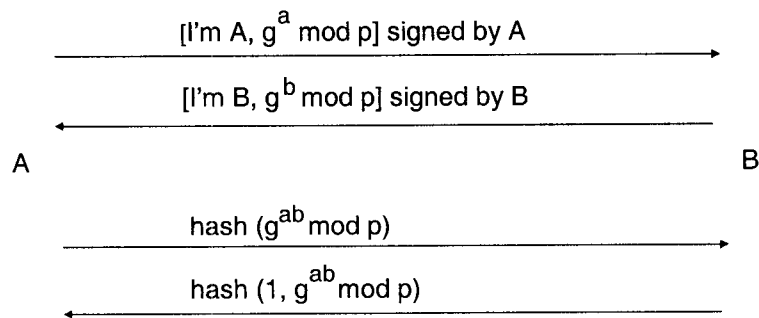 [I'm A, g^a mod p] signed by A
[I'm B, g^b mod p] signed by B
A
B
hash (g^ab mod p)
hash (1, g^ab mod p)